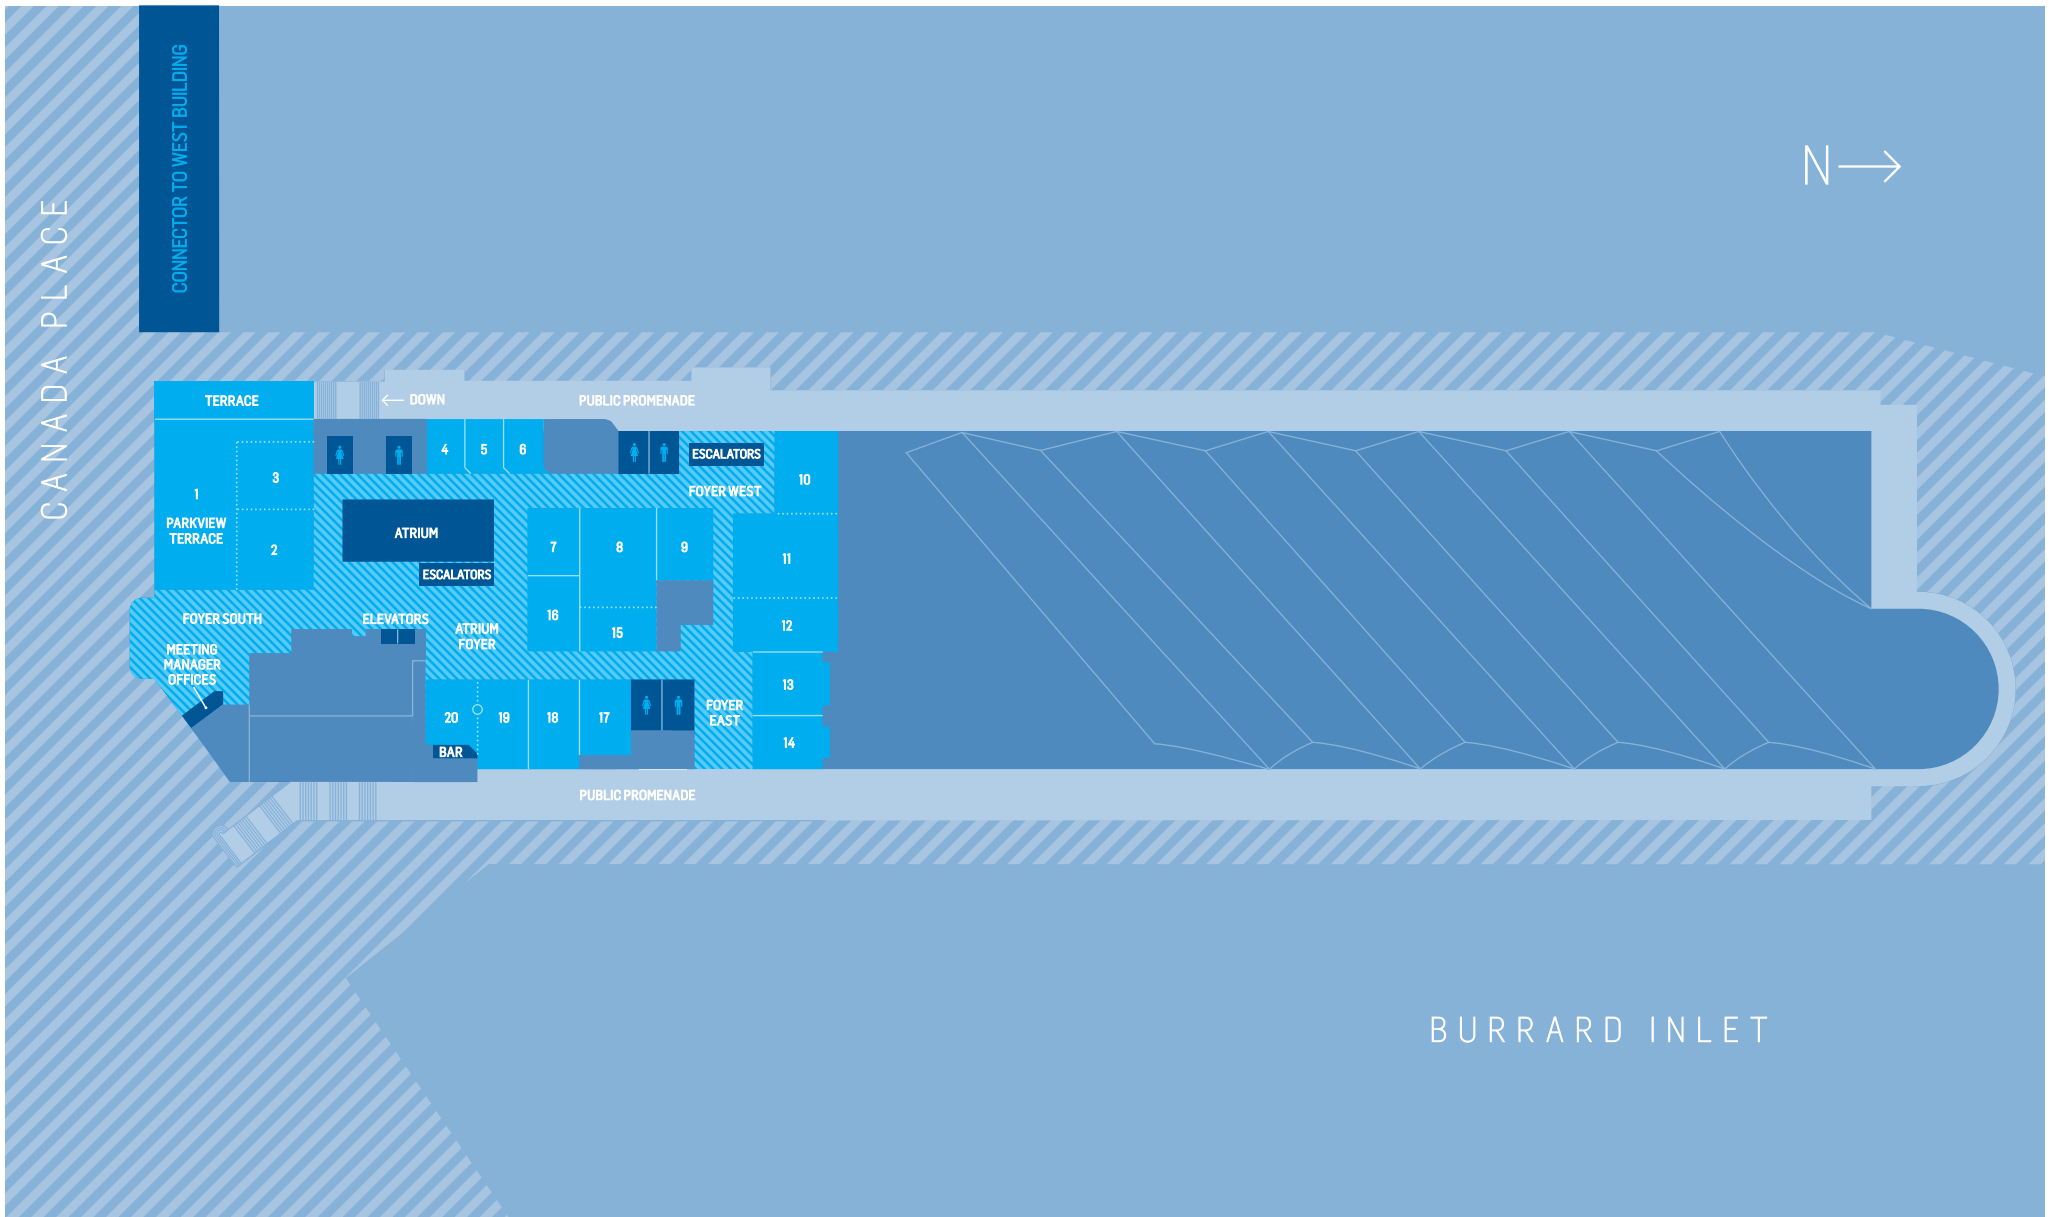 CONNECTOR TO WEST BUILDING
CANADA PLACE
N
TERRACE
DOWN
PUBLIC PROMENADE
4
5
6
ESCALATORS
FOYER WEST
10
3
1
PARKVIEW
TERRACE
2
ATRIUM
ESCALATORS
7
8
9
11
16
15
12
FOYER SOUTH
ELEVATORS
ATRIUM
FOYER
MEETING
MANAGER
OFFICES
20
19
18
17
BAR
FOYER
EAST
13
14
PUBLIC PROMENADE
BURRARD INLET